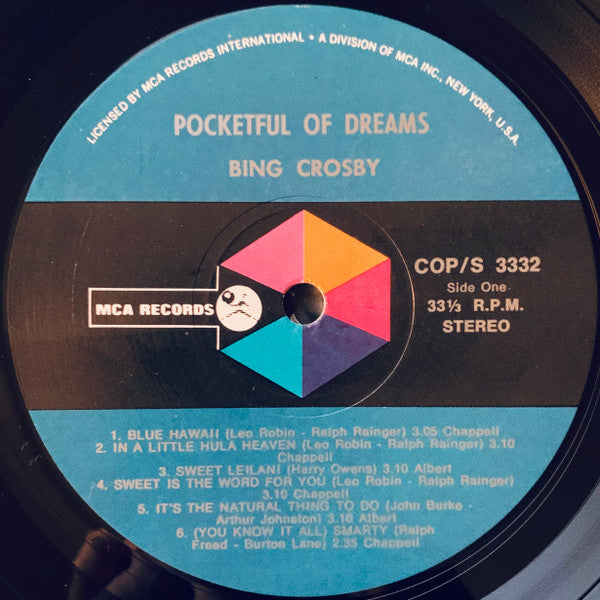 LICENSED BY MCA RECORDS INTERNATIONAL • A DIVISION OF MCA INC., NEW YORK, U.S.A.
POCKETFUL OF DREAMS
BING CROSBY
MCA RECORDS
COP/S 3332
Side One
33⅓ R.P.M.
STEREO
1. BLUE HAWAII (Leo Robin - Ralph Rainger) 3.05 Chappell
2. IN A LITTLE HULA HEAVEN (Leo Robin - Ralph Rainger) 3.10
Chappell
3. SWEET LEILANI (Harry Owens) 3.10 Albert
4. SWEET IS THE WORD FOR YOU (Leo Robin - Ralph Rainger)
3.10 Chappell
5. IT'S THE NATURAL THING TO DO (John Burke -
Arthur Johnston) 3.10 Albert
6. (YOU KNOW IT ALL) SMARTY (Ralph
Freed - Burton Lane) 2.35 Chappell